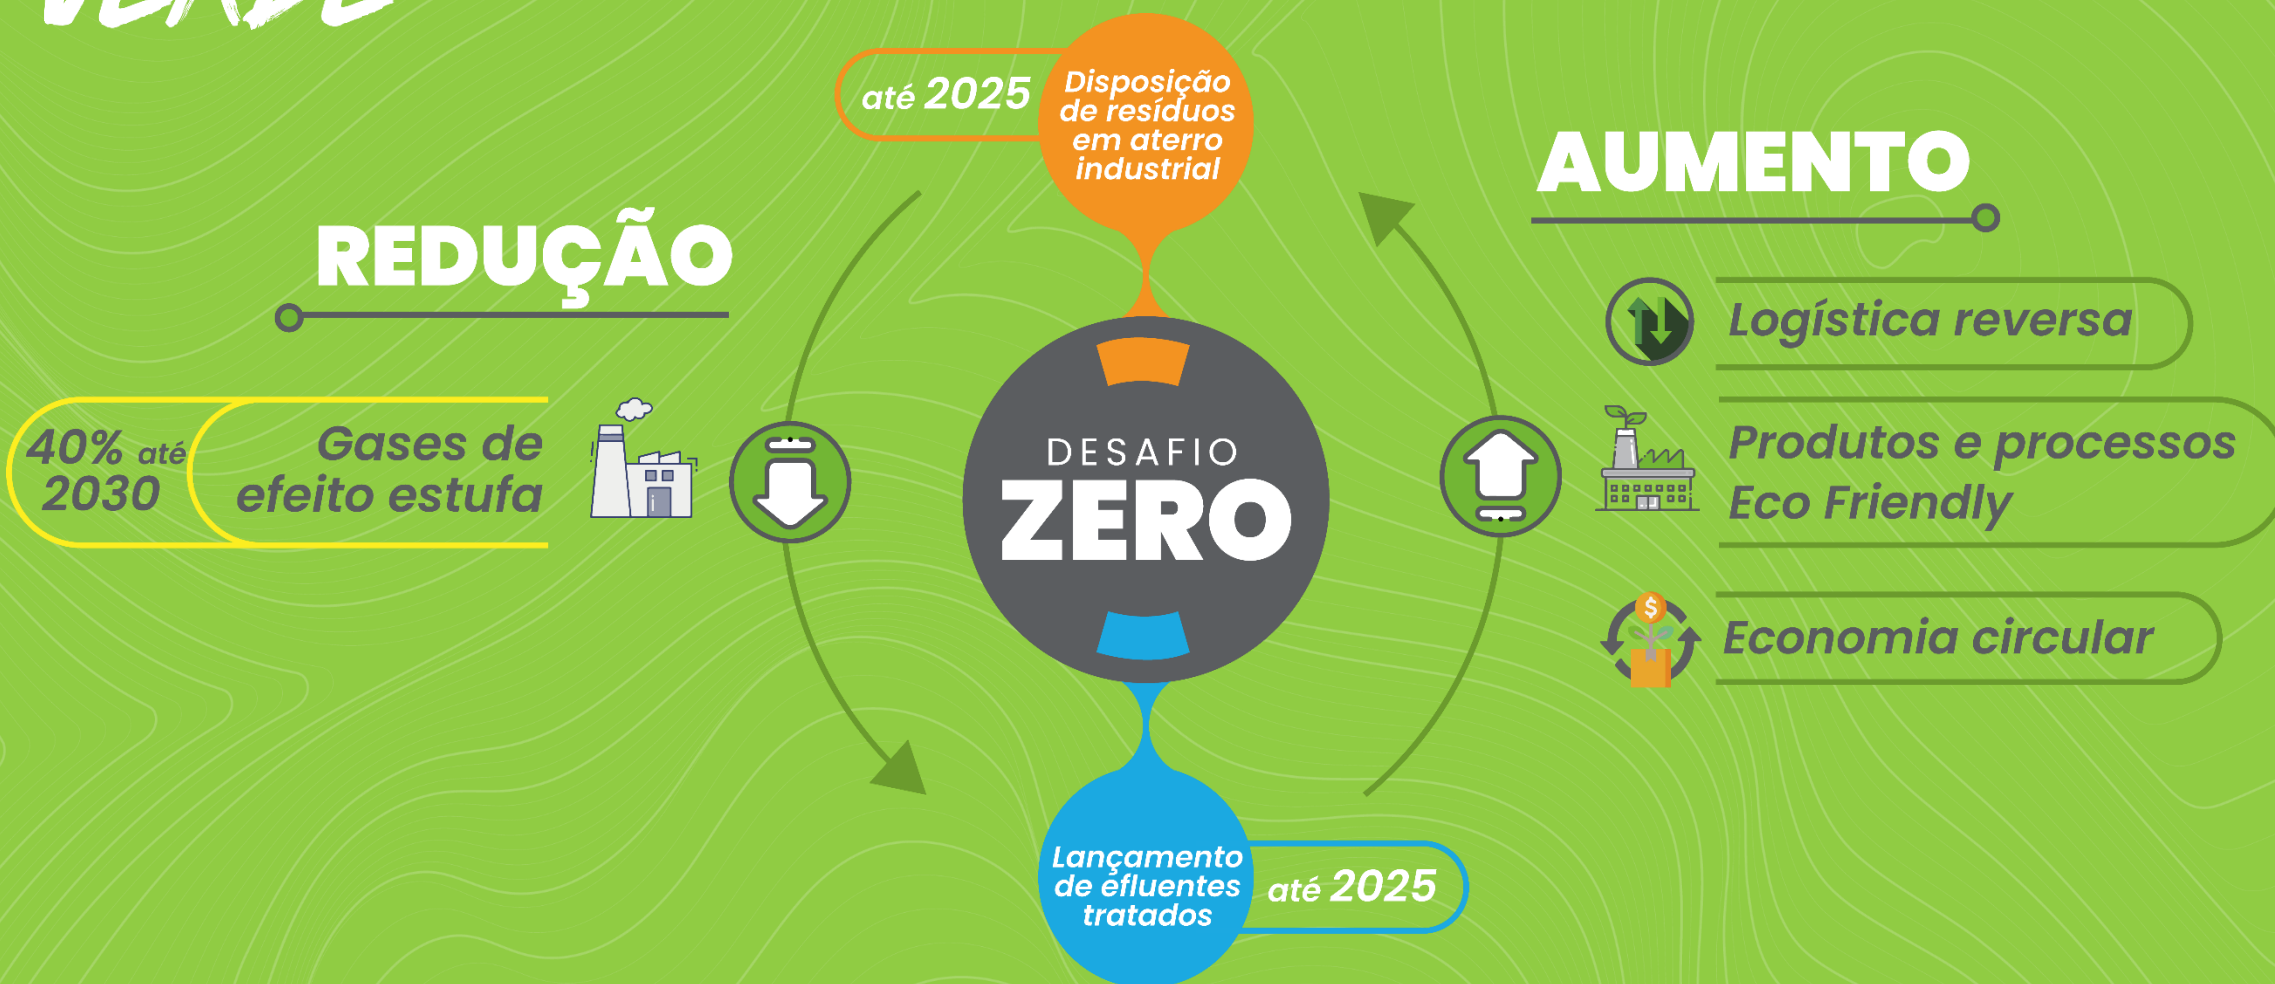 VERDE
até 2025
Disposição
de resíduos
em aterro
industrial
REDUÇÃO
40% até
2030
Gases de
efeito estufa
DESAFIO
ZERO
AUMENTO
Logística reversa
Produtos e processos
Eco Friendly
Economia circular
Lançamento
de efluentes
tratados
até 2025